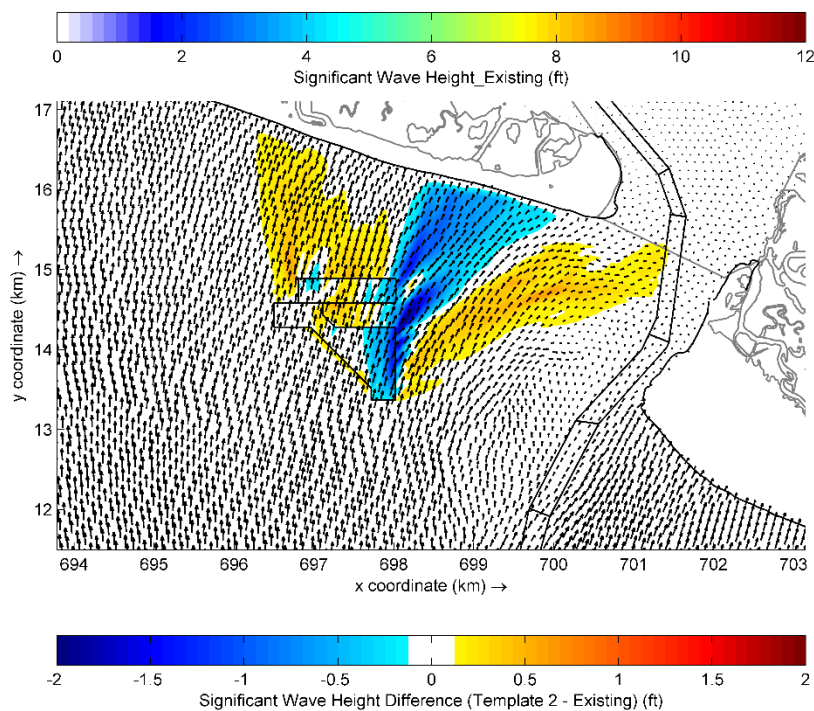 0 2 4 6 8 10 12
Significant Wave Height_Existing (ft)
17
16
15
14
13
12
y coordinate (km) →
694 695 696 697 698 699 700 701 702 703
x coordinate (km) →
-2 -1.5 -1 -0.5 0 0.5 1 1.5 2
Significant Wave Height Difference (Template 2 - Existing) (ft)